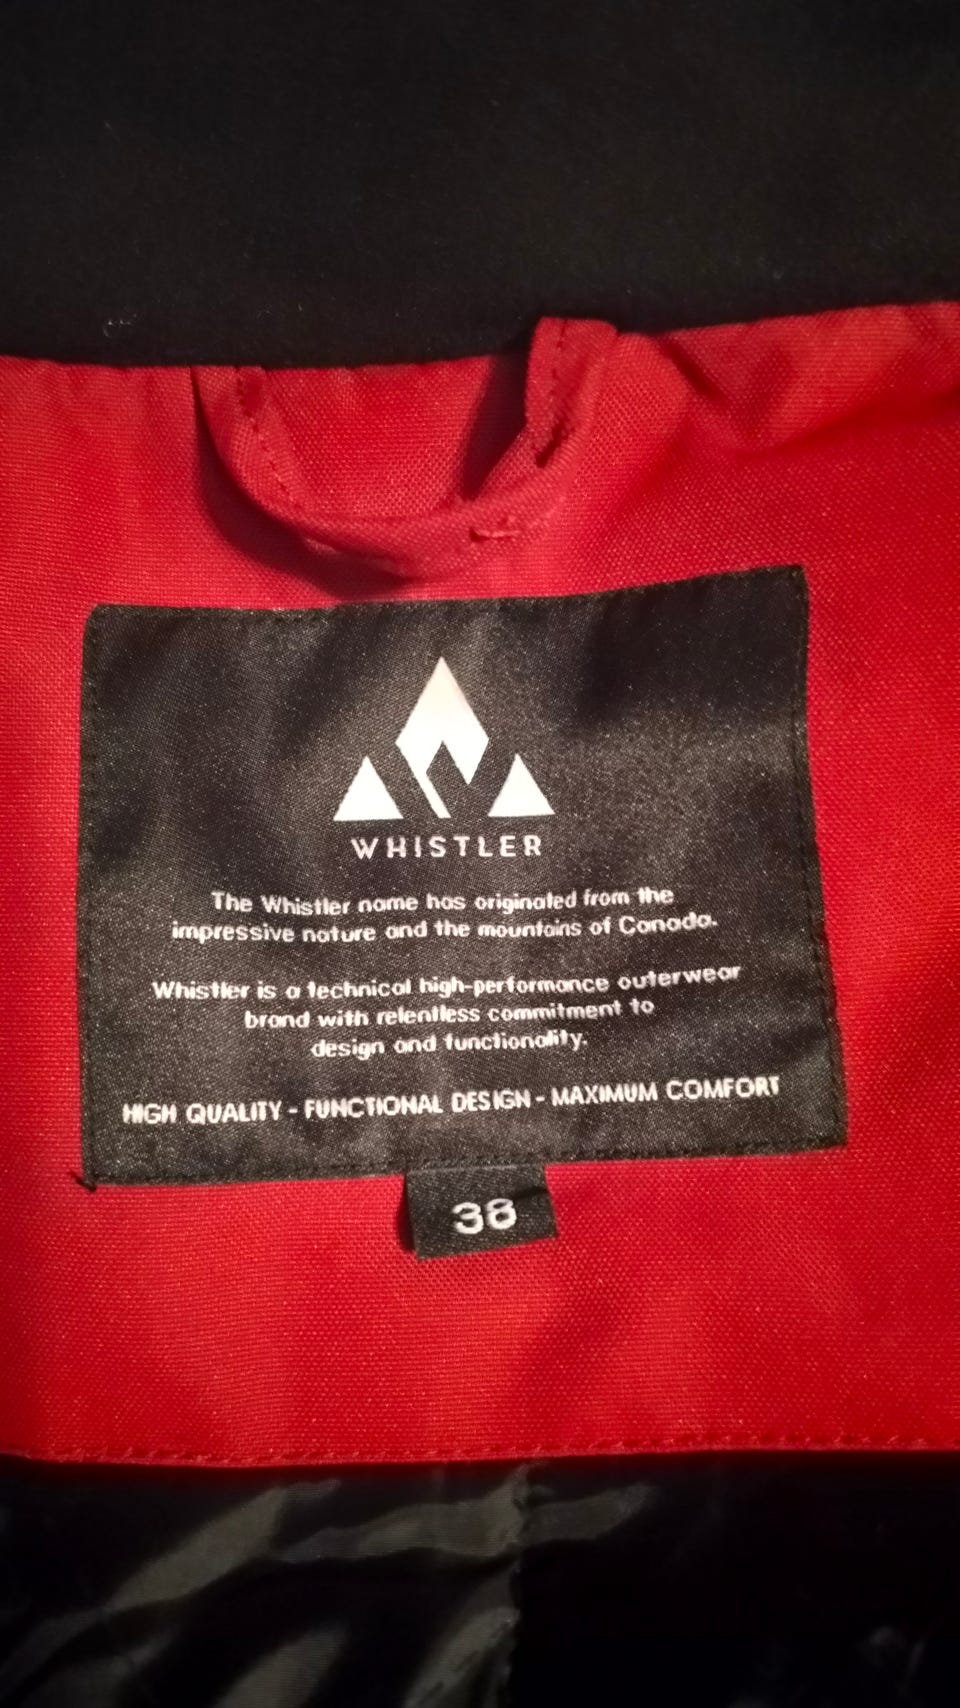 WHISTLER
The Whistler name has originated from the
impressive nature and the mountains of Canada.
Whistler is a technical high-performance outerwear
brand with relentless commitment to
design and functionality.
HIGH QUALITY - FUNCTIONAL DESIGN - MAXIMUM COMFORT
38